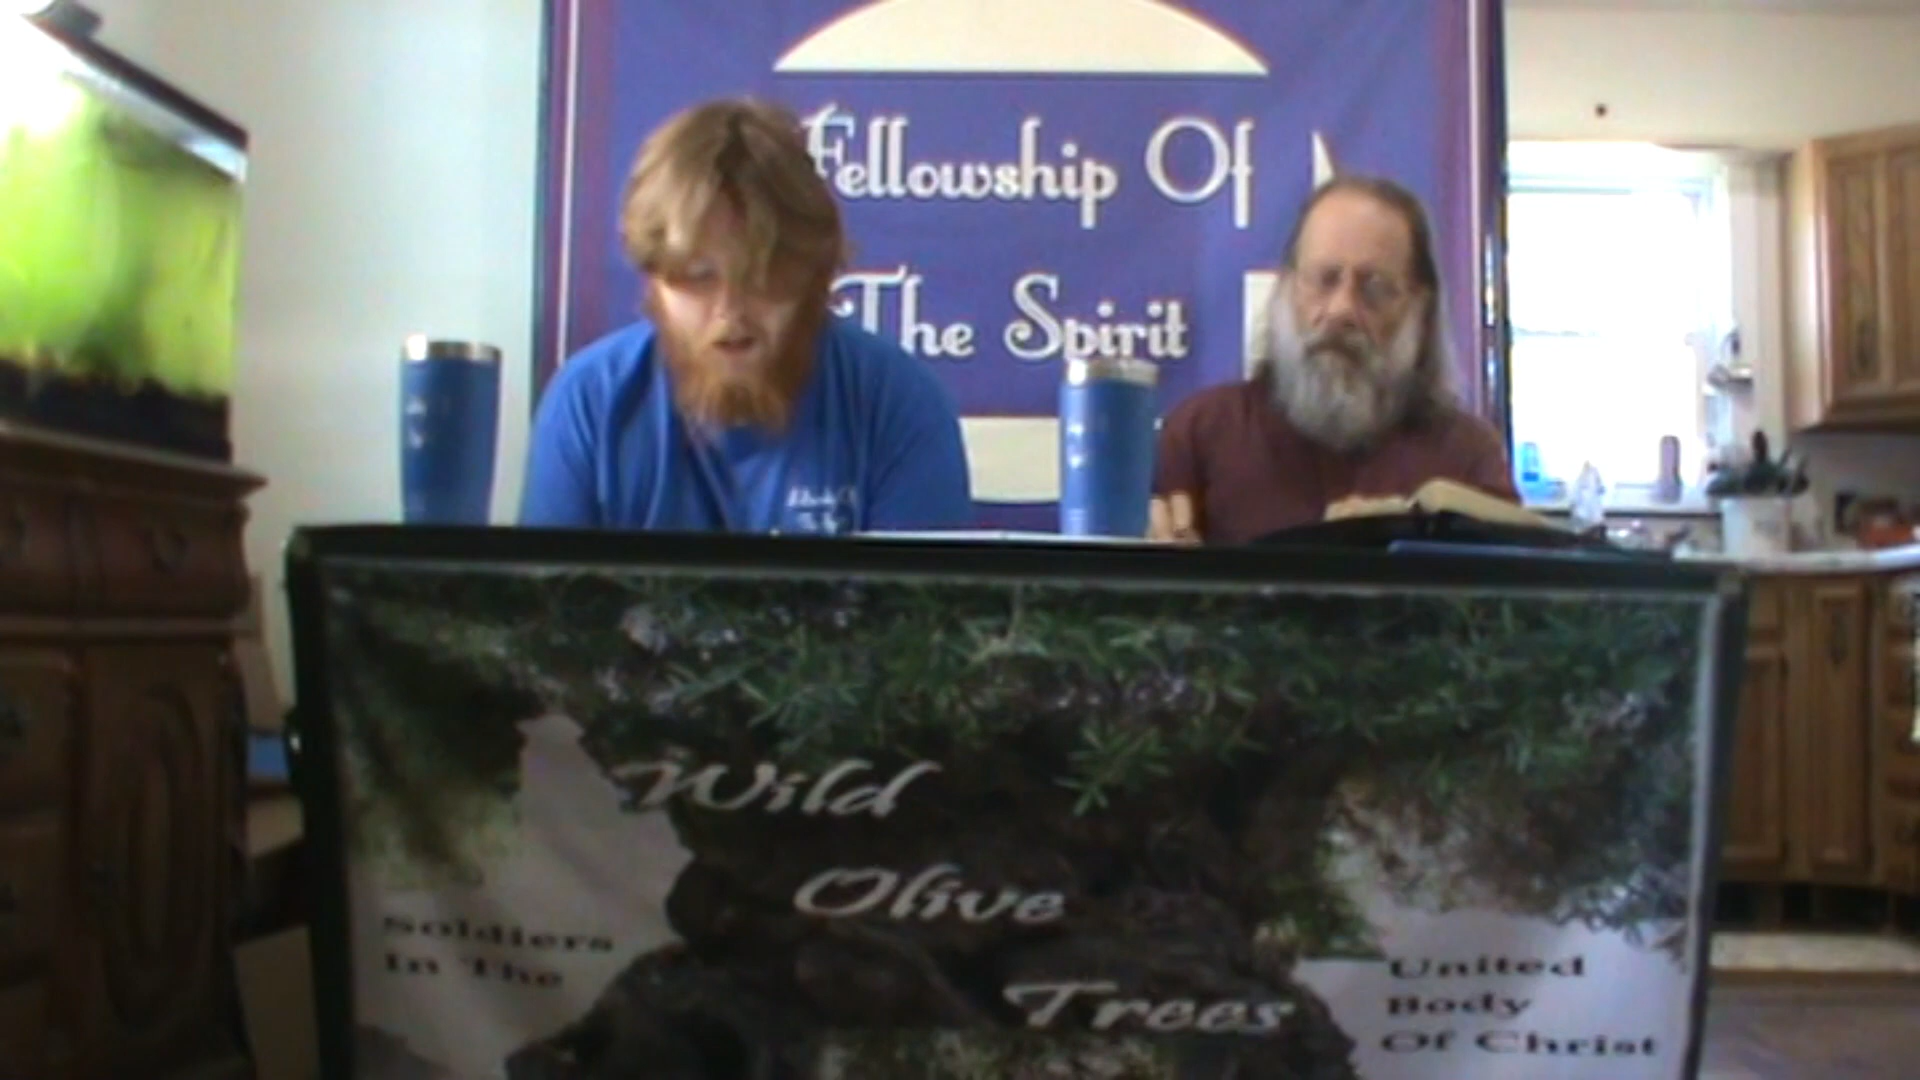 Fellowship Of
The Spirit
Wild
Olive
Trees
Soldiers
In The
United
Body
Of Christ